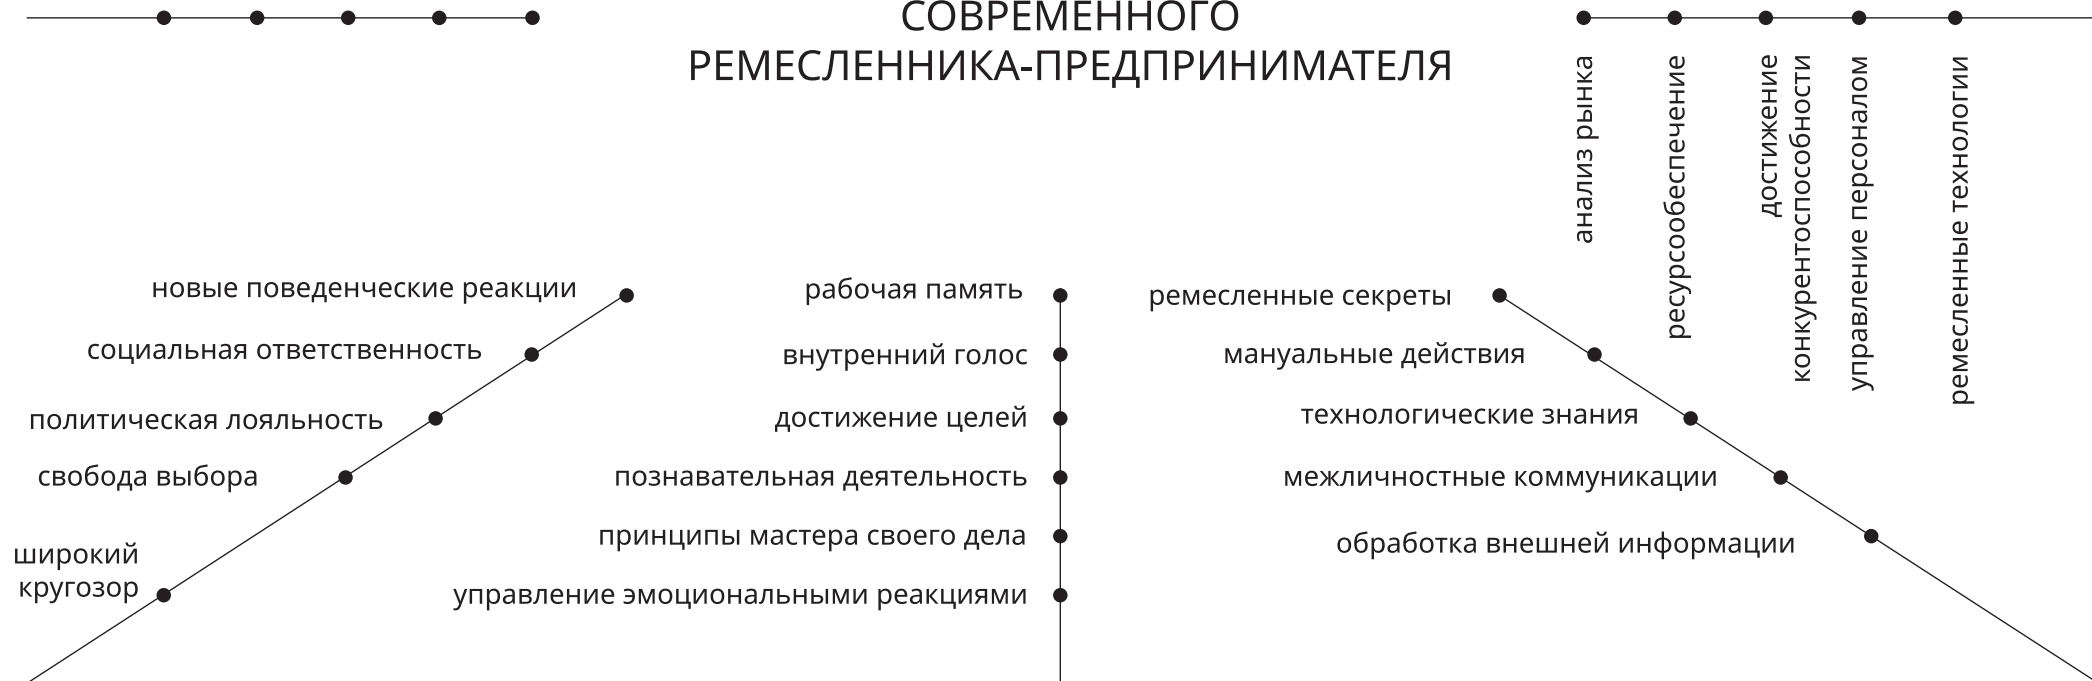 СОВРЕМЕННОГО
РЕМЕСЛЕННИКА-ПРЕДПРИНИМАТЕЛЯ
анализ рынка
ресурсообеспечение
достижение
конкурентоспособности
управление персоналом
ремесленные технологии
новые поведенческие реакции
социальная ответственность
политическая лояльность
свобода выбора
широкий
кругозор
рабочая память
внутренний голос
достижение целей
познавательная деятельность
принципы мастера своего дела
управление эмоциональными реакциями
ремесленные секреты
мануальные действия
технологические знания
межличностные коммуникации
обработка внешней информации